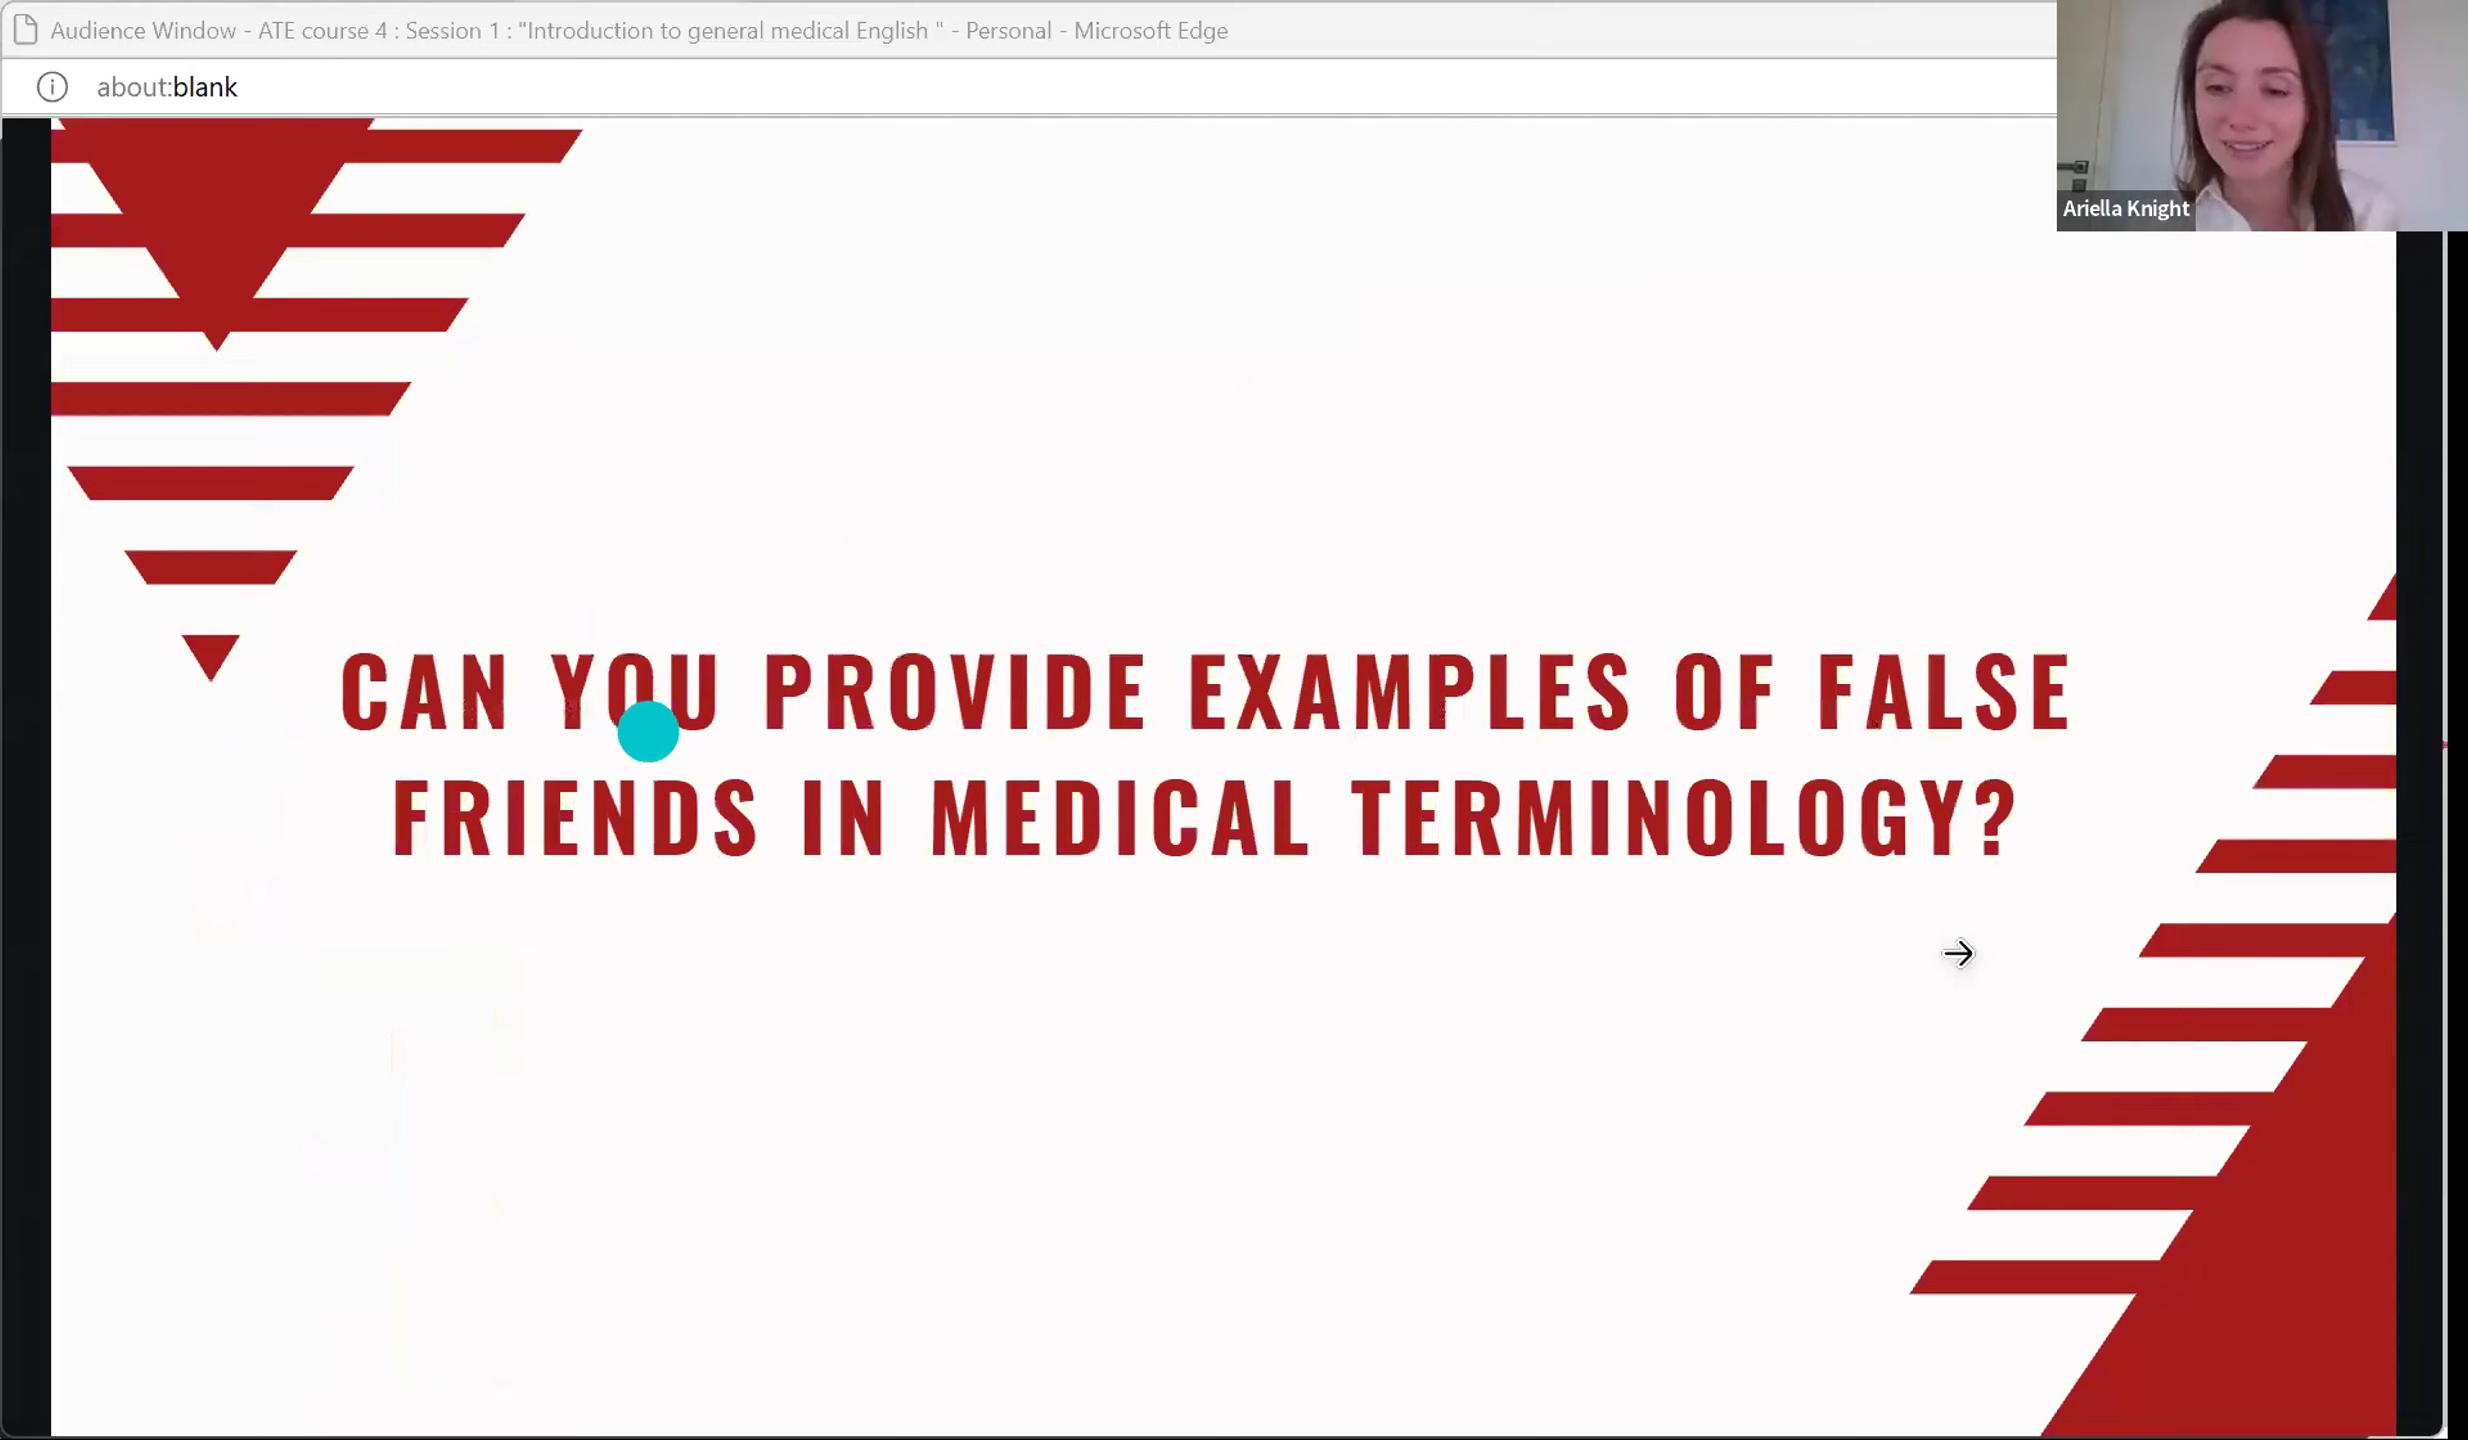 Audience Window - ATE course 4 : Session 1 : "Introduction to general medical English " - Personal - Microsoft Edge
about:blank
Ariella Knight
CAN YOU PROVIDE EXAMPLES OF FALSE
FRIENDS IN MEDICAL TERMINOLOGY?